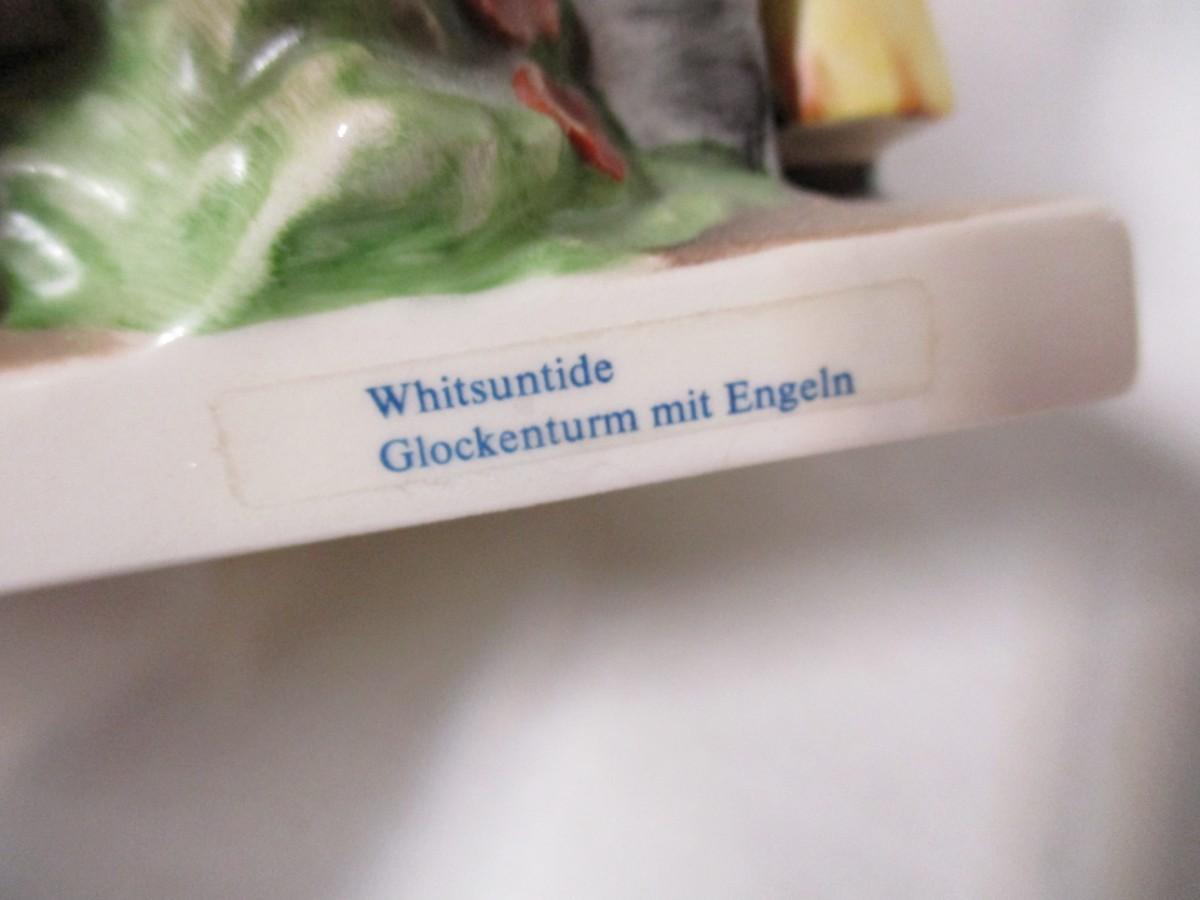 Whitsuntide
Glockenturm mit Engeln